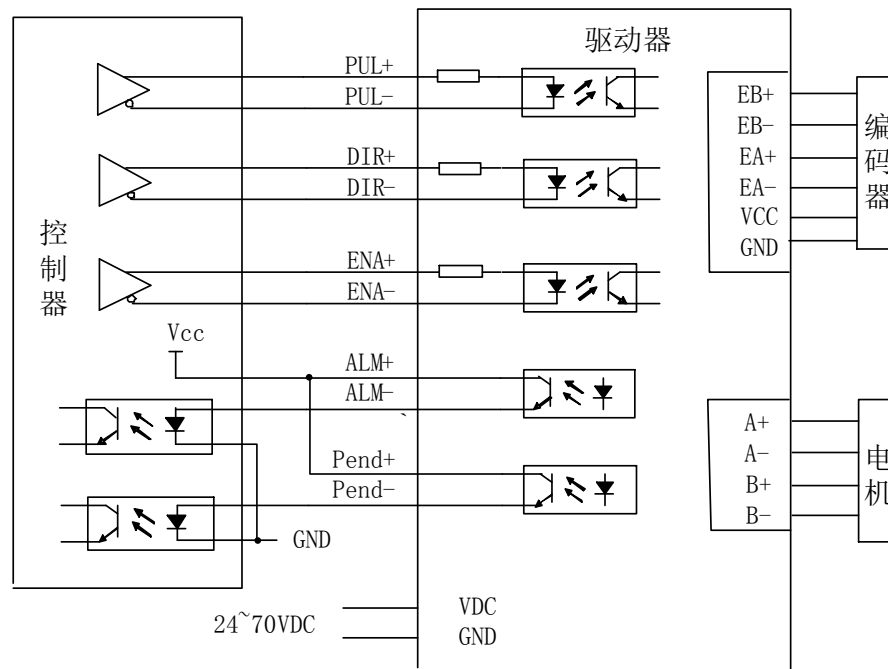 驱动器
PUL+
PUL-
DIR+
DIR-
ENA+
ENA-
控制器
Vcc
ALM+
ALM-
Pend+
Pend-
GND
24~70VDC
VDC
GND
EB+
EB-
EA+
EA-
VCC
GND
编码器
A+
A-
B+
B-
电机